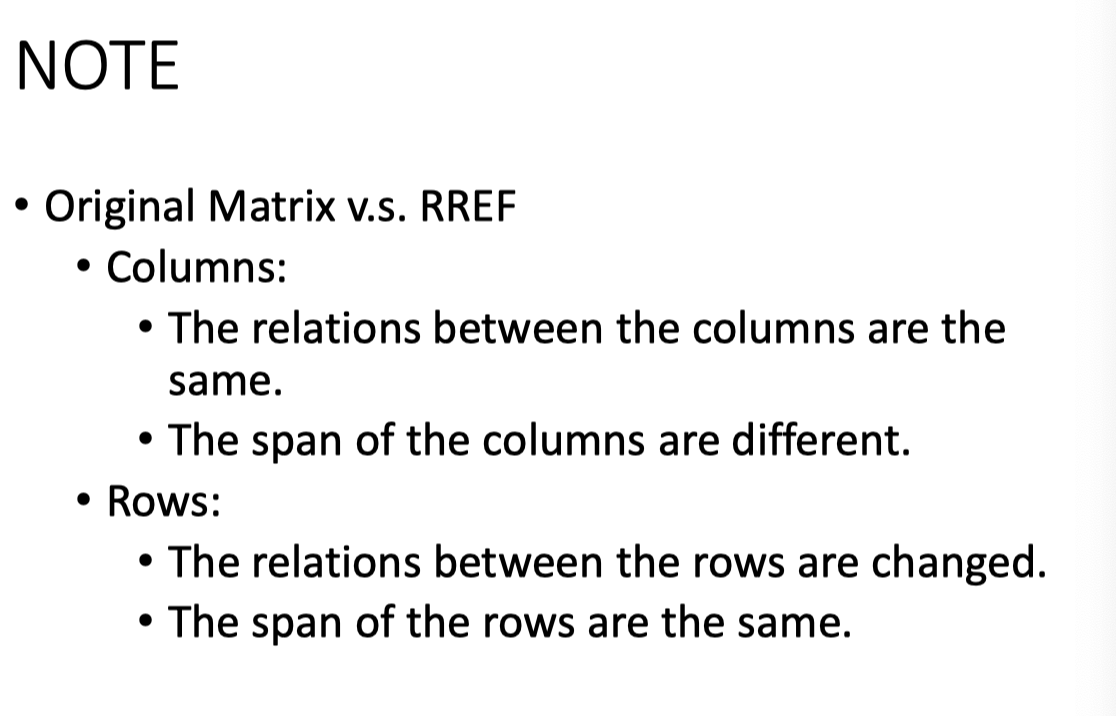 NOTE
• Original Matrix v.s. RREF
• Columns:
• The relations between the columns are the
same.
• The span of the columns are different.
• Rows:
• The relations between the rows are changed.
• The span of the rows are the same.